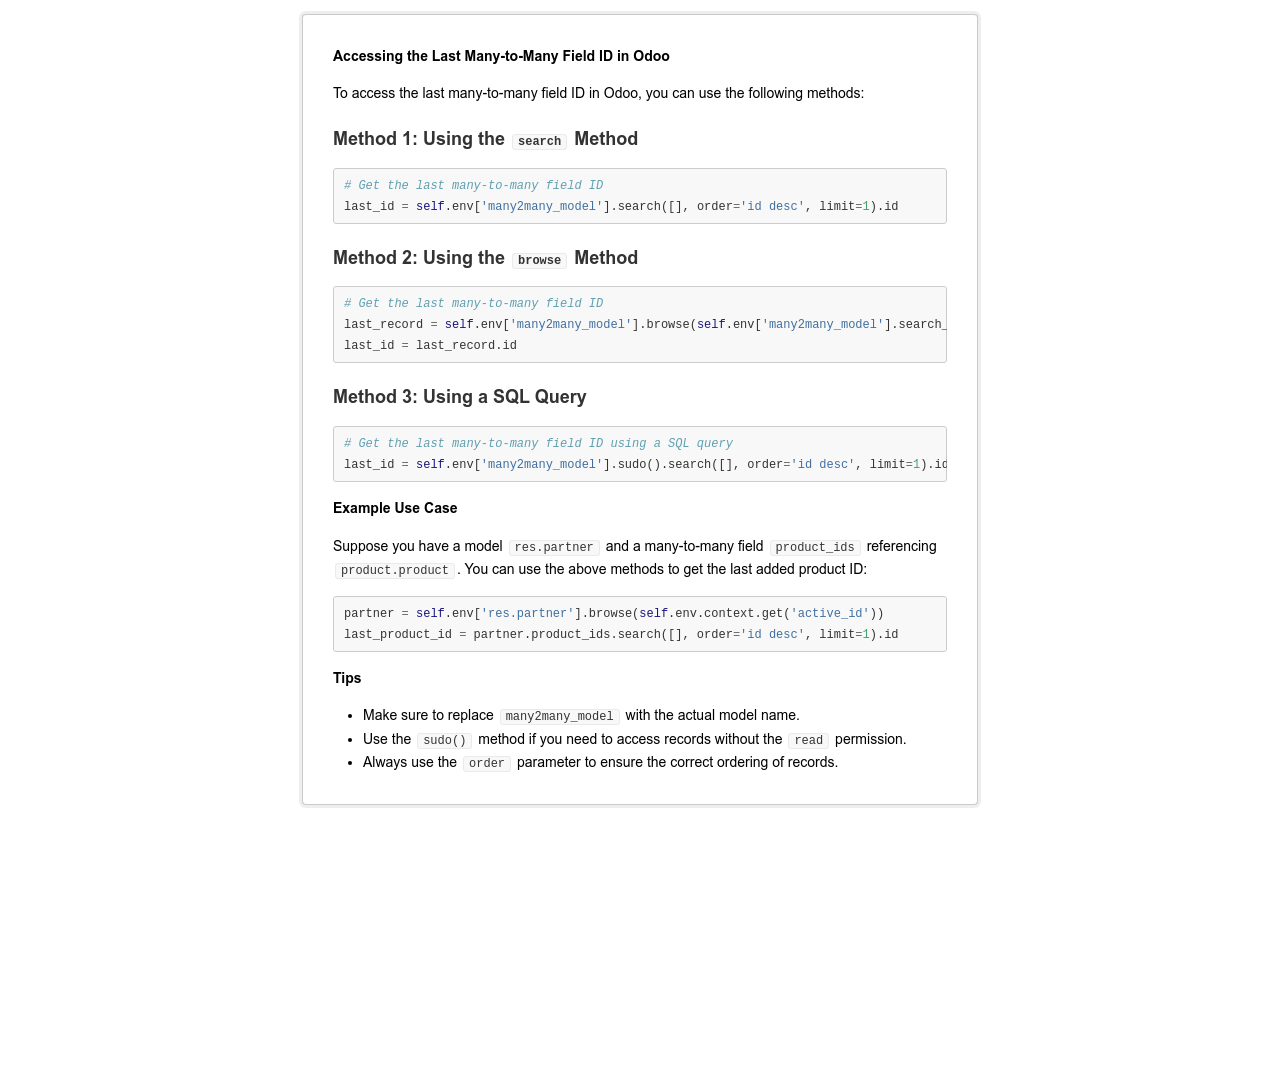 Accessing the Last Many-to-Many Field ID in Odoo
To access the last many-to-many field ID in Odoo, you can use the following methods:
Method 1: Using the search Method
# Get the last many-to-many field ID
last_id = self.env['many2many_model'].search([], order='id desc', limit=1).id
Method 2: Using the browse Method
# Get the last many-to-many field ID
last_record = self.env['many2many_model'].browse(self.env['many2many_model'].search_
last_id = last_record.id
Method 3: Using a SQL Query
# Get the last many-to-many field ID using a SQL query
last_id = self.env['many2many_model'].sudo().search([], order='id desc', limit=1).id
Example Use Case
Suppose you have a model res.partner and a many-to-many field product_ids referencing
product.product. You can use the above methods to get the last added product ID:
partner = self.env['res.partner'].browse(self.env.context.get('active_id'))
last_product_id = partner.product_ids.search([], order='id desc', limit=1).id
Tips
• Make sure to replace many2many_model with the actual model name.
• Use the sudo() method if you need to access records without the read permission.
• Always use the order parameter to ensure the correct ordering of records.